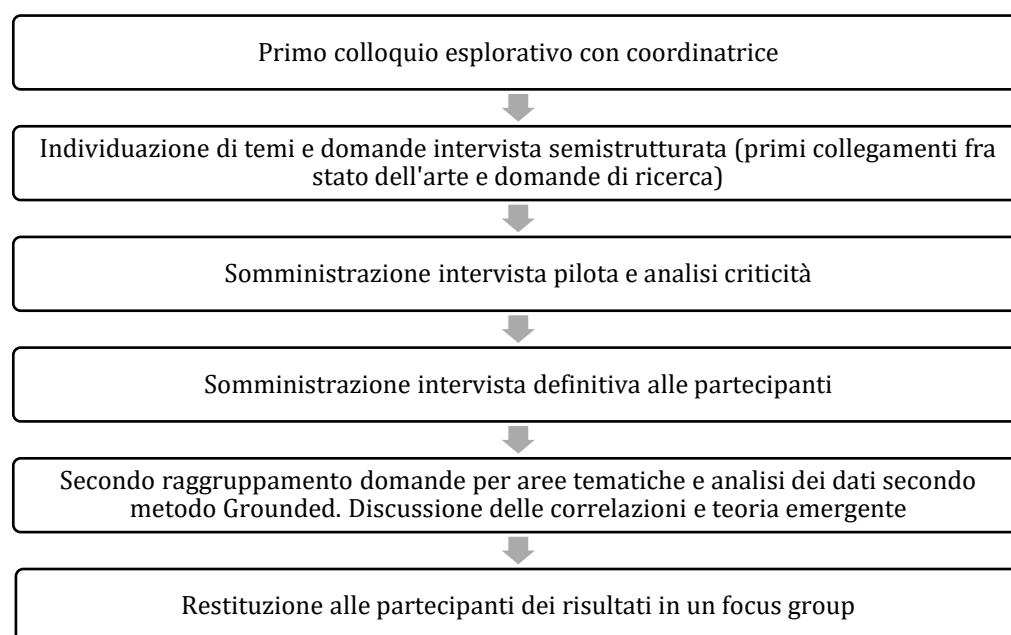 Primo colloquio esplorativo con coordinatrice
Individuazione di temi e domande intervista semistrutturata (primi collegamenti fra
stato dell'arte e domande di ricerca)
Somministrazione intervista pilota e analisi criticità
Somministrazione intervista definitiva alle partecipanti
Secondo raggruppamento domande per aree tematiche e analisi dei dati secondo
metodo Grounded. Discussione delle correlazioni e teoria emergente
Restituzione alle partecipanti dei risultati in un focus group